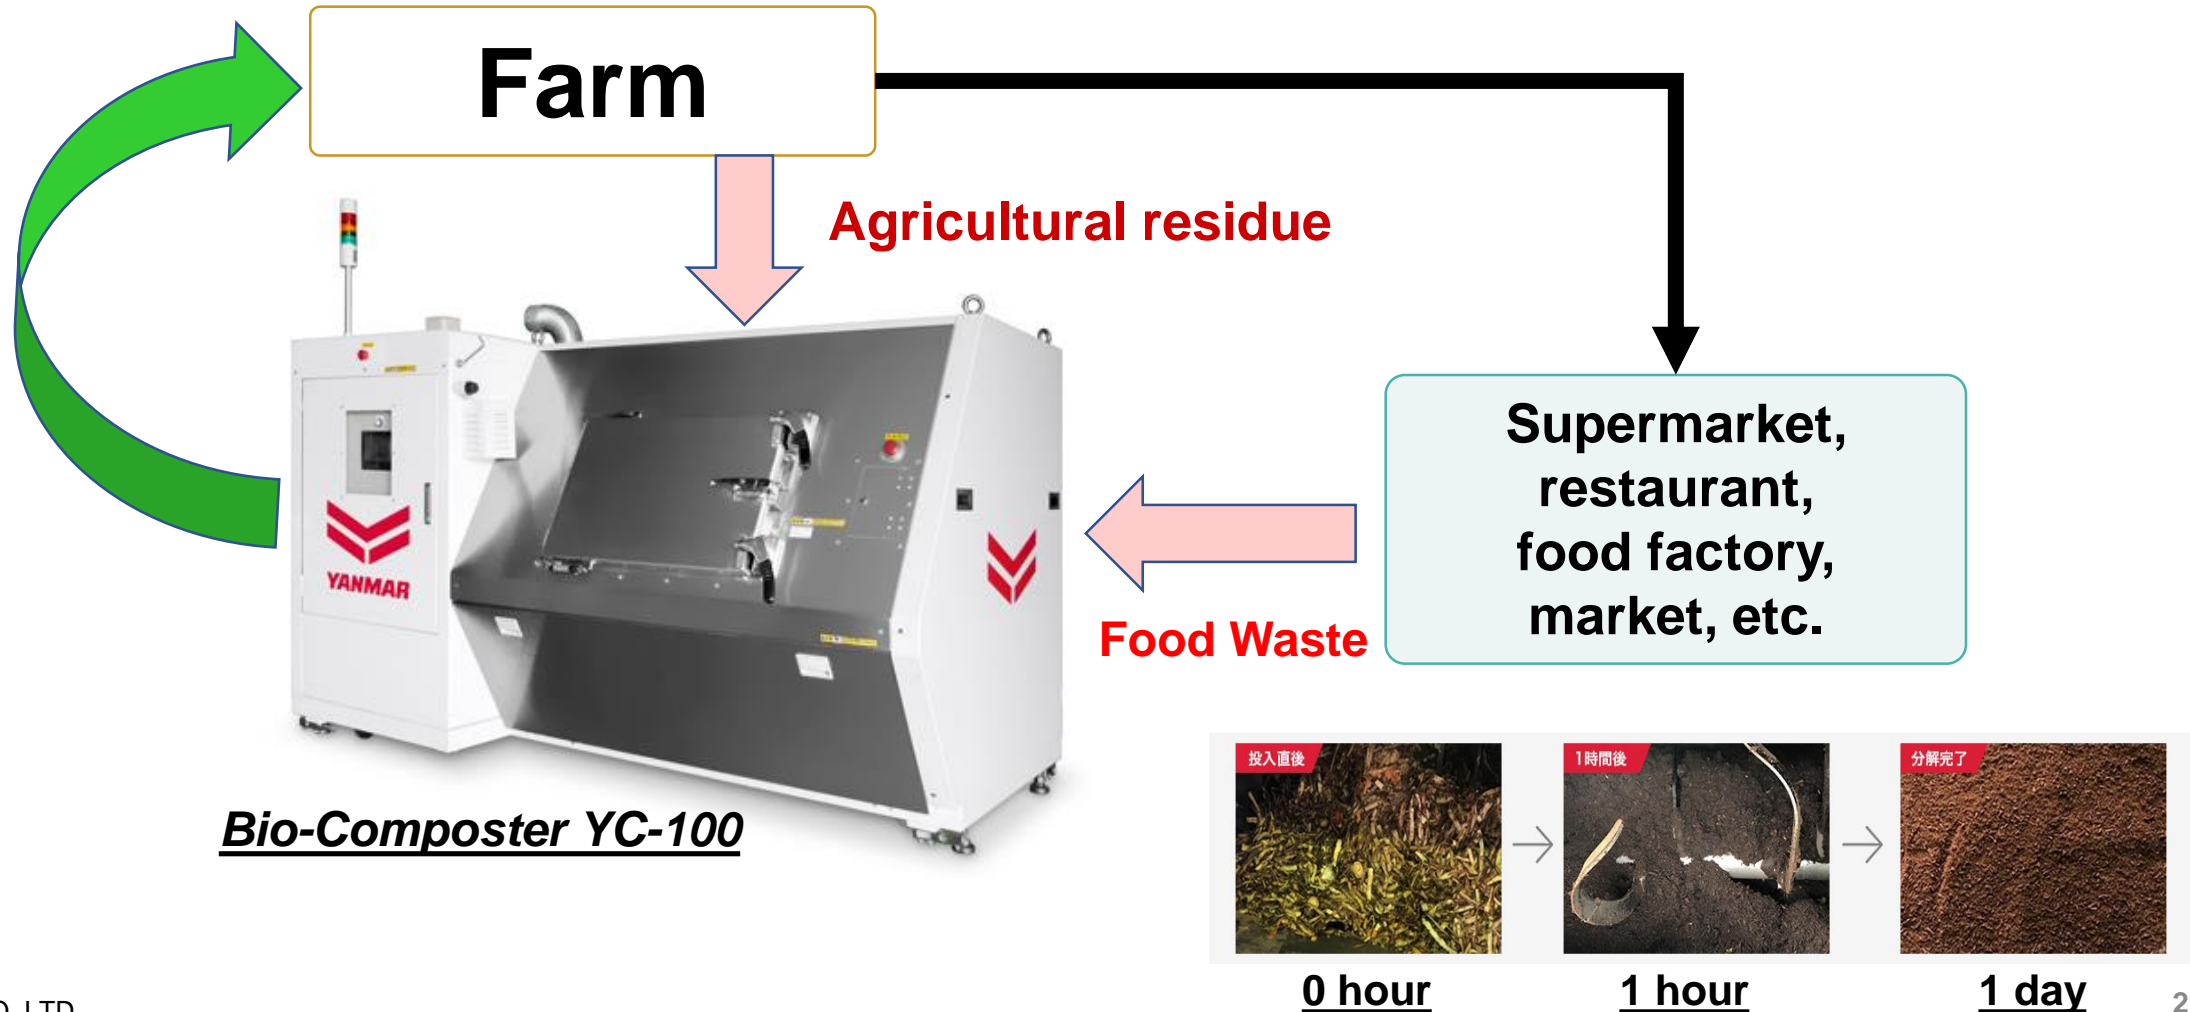 Farm
Agricultural residue
Supermarket,
restaurant,
food factory,
market, etc.
YANMAR
Food Waste
Bio-Composter YC-100
投入直後
1時間後
分解完了
0 hour
1 hour
1 day
2